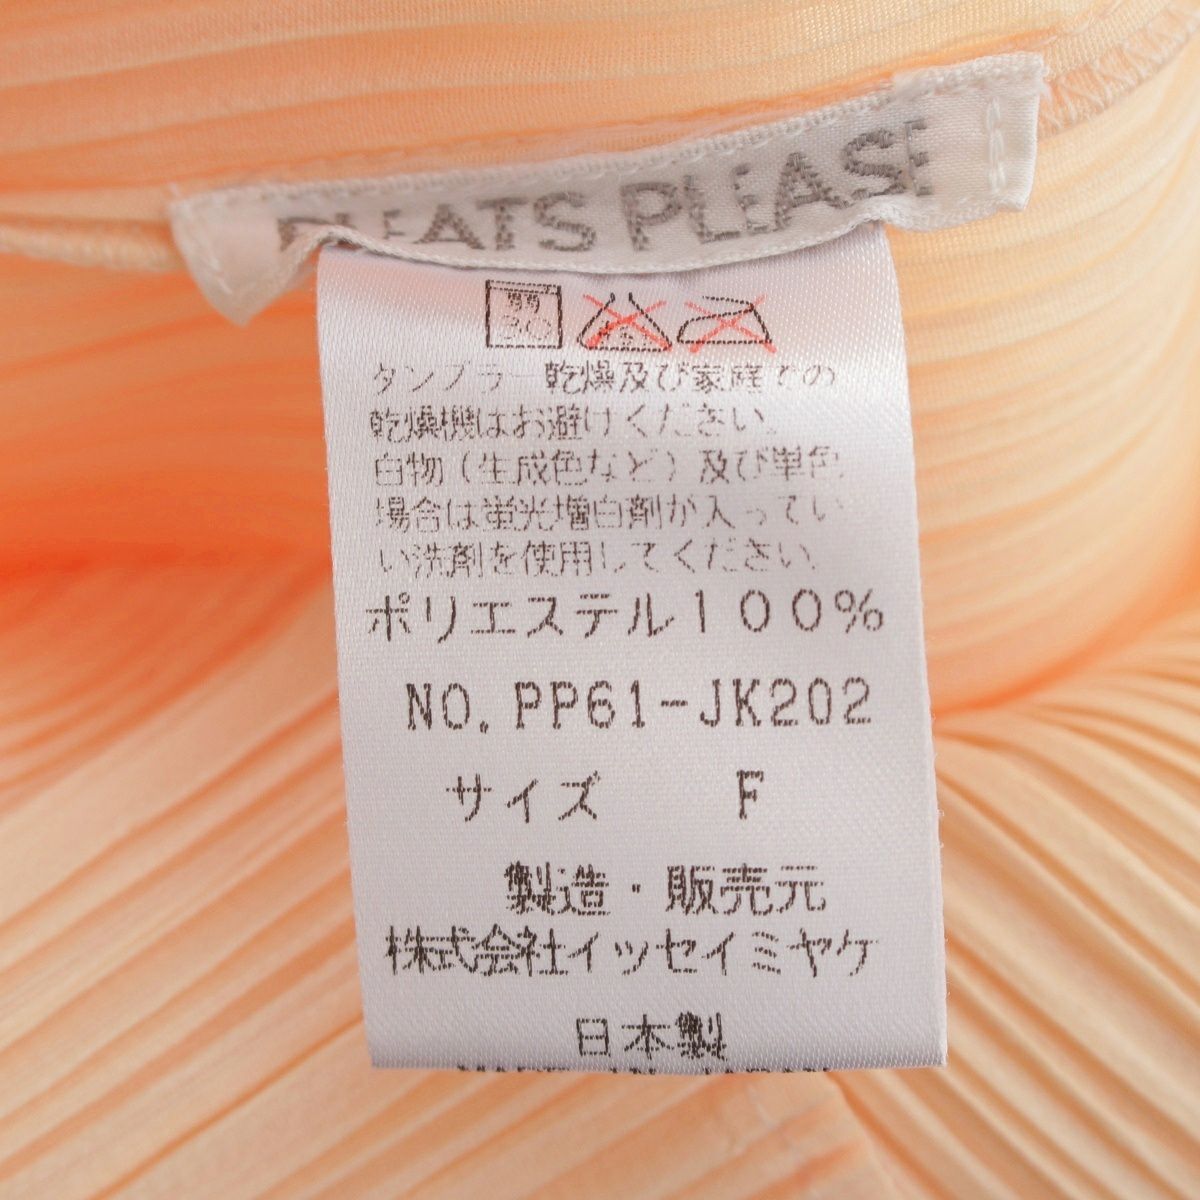 PLEATS PLEASE
弱
30
タンブラー乾燥及び家庭での
乾燥機はお避けください。
白物（生成色など）及び単色
場合は蛍光増白剤が入ってい
い洗剤を使用してください
ポリエステル100%
NO.PP61-JK202
サイズ F
製造・販売元
株式会社イッセイミヤケ
日本製